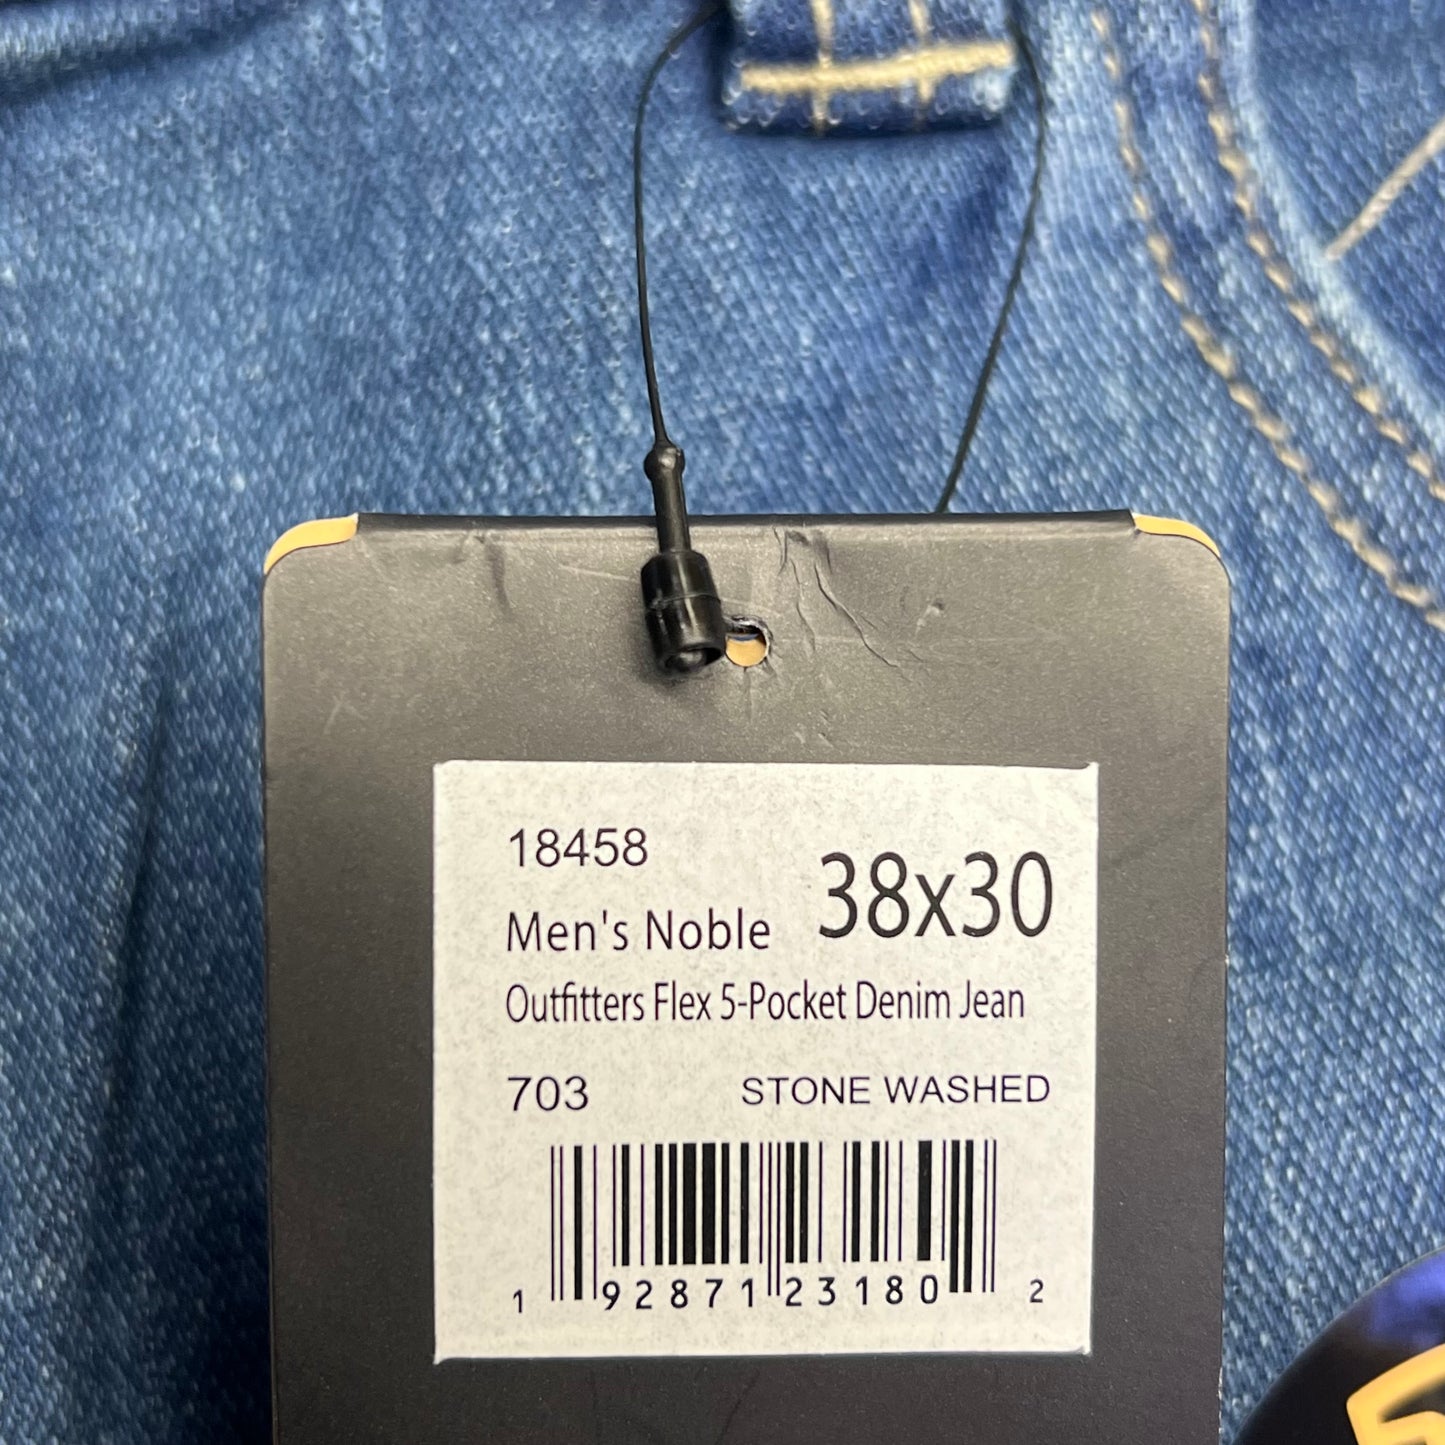 18458
38x30
Men's Noble
Outfitters Flex 5-Pocket Denim Jean
703 STONE WASHED
1 92871 23180 2